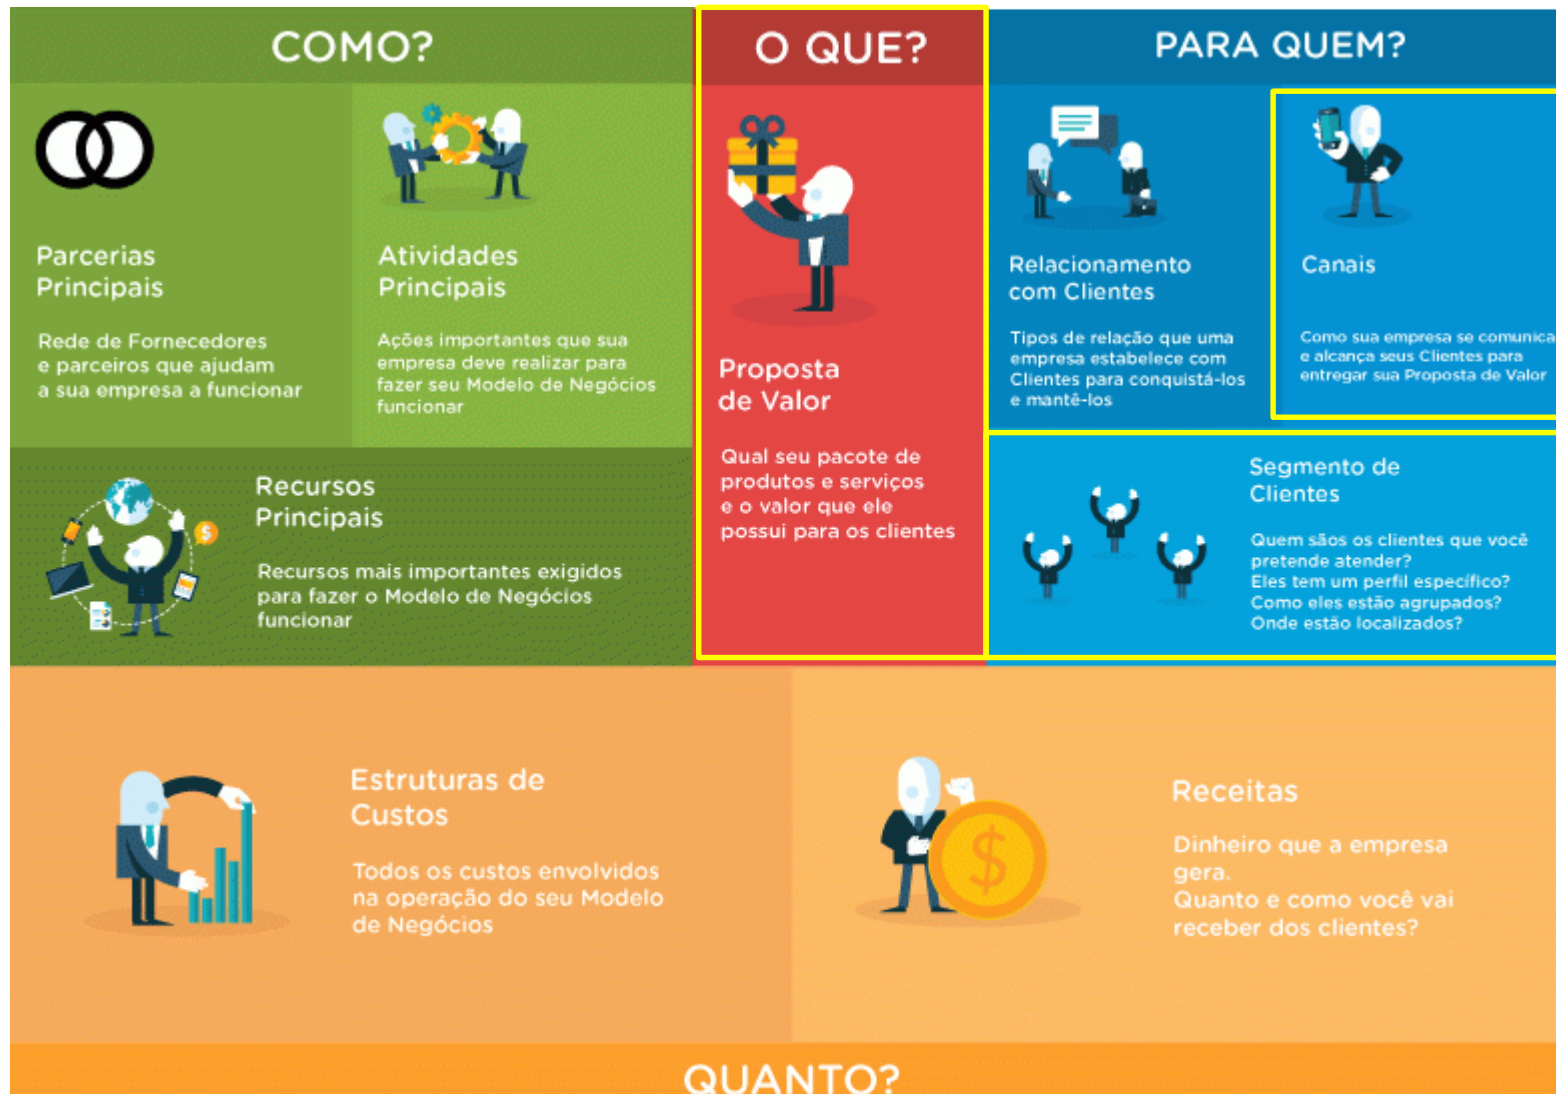 COMO?
Parcerias
Principais
Rede de Fornecedores
e parceiros que ajudam
a sua empresa a funcionar
Atividades
Principais
Ações importantes que sua
empresa deve realizar para
fazer seu Modelo de Negócios
funcionar
Recursos
Principais
Recursos mais importantes exigidos
para fazer o Modelo de Negócios
funcionar
O QUE?
Proposta
de Valor
Qual seu pacote de
produtos e serviços
e o valor que ele
possui para os clientes
PARA QUEM?
Relacionamento
com Clientes
Tipos de relação que uma
empresa estabelece com
Clientes para conquistá-los
e mantê-los
Canais
Como sua empresa se comunica
e alcança seus Clientes para
entregar sua Proposta de Valor
Segmento de
Clientes
Quem sãos os clientes que você
pretende atender?
Eles tem um perfil específico?
Como eles estão agrupados?
Onde estão localizados?
Estruturas de
Custos
Todos os custos envolvidos
na operação do seu Modelo
de Negócios
$
Receitas
Dinheiro que a empresa
gera.
Quanto e como você vai
receber dos clientes?
QUANTO?